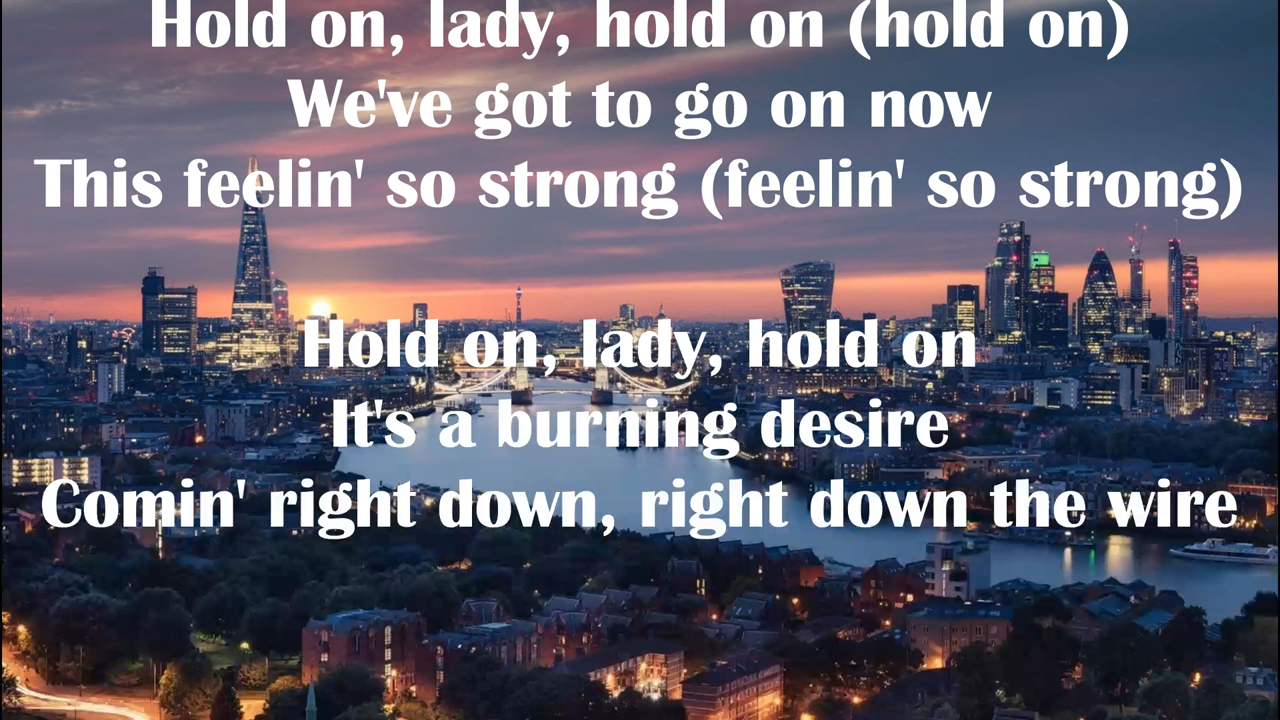 Hold on, lady, hold on (hold on)
We've got to go on now
This feelin' so strong (feelin' so strong)
Hold on, lady, hold on
It's a burning desire
Comin' right down, right down the wire